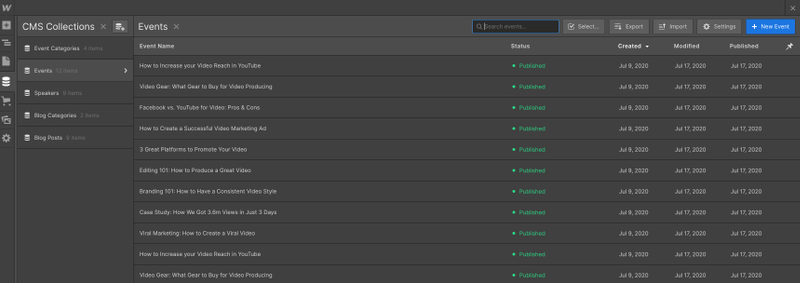 CMS Collections
Events
Search events...
Select...
Export
Import
Settings
+ New Event
Event Categories 4 items
Events 12 items
Speakers 5 items
Blog Categories 2 items
Blog Posts 6 items
Event Name Status Created Modified Published
How to Increase your Video Reach in YouTube Published Jul 9, 2020 Jul 17, 2020 Jul 17, 2020
Video Gear: What Gear to Buy for Video Producing Published Jul 9, 2020 Jul 17, 2020 Jul 17, 2020
Facebook vs. YouTube for Video: Pros & Cons Published Jul 9, 2020 Jul 17, 2020 Jul 17, 2020
How to Create a Successful Video Marketing Ad Published Jul 9, 2020 Jul 17, 2020 Jul 17, 2020
3 Great Platforms to Promote Your Video Published Jul 9, 2020 Jul 17, 2020 Jul 17, 2020
Editing 101: How to Produce a Great Video Published Jul 9, 2020 Jul 17, 2020 Jul 17, 2020
Branding 101: How to Have a Consistent Video Style Published Jul 9, 2020 Jul 17, 2020 Jul 17, 2020
Case Study: How We Got 3.6m Views in Just 3 Days Published Jul 9, 2020 Jul 17, 2020 Jul 17, 2020
Viral Marketing: How to Create a Viral Video Published Jul 9, 2020 Jul 17, 2020 Jul 17, 2020
How to Increase your Video Reach in YouTube Published Jul 9, 2020 Jul 17, 2020 Jul 17, 2020
Video Gear: What Gear to Buy for Video Producing Published Jul 9, 2020 Jul 17, 2020 Jul 17, 2020